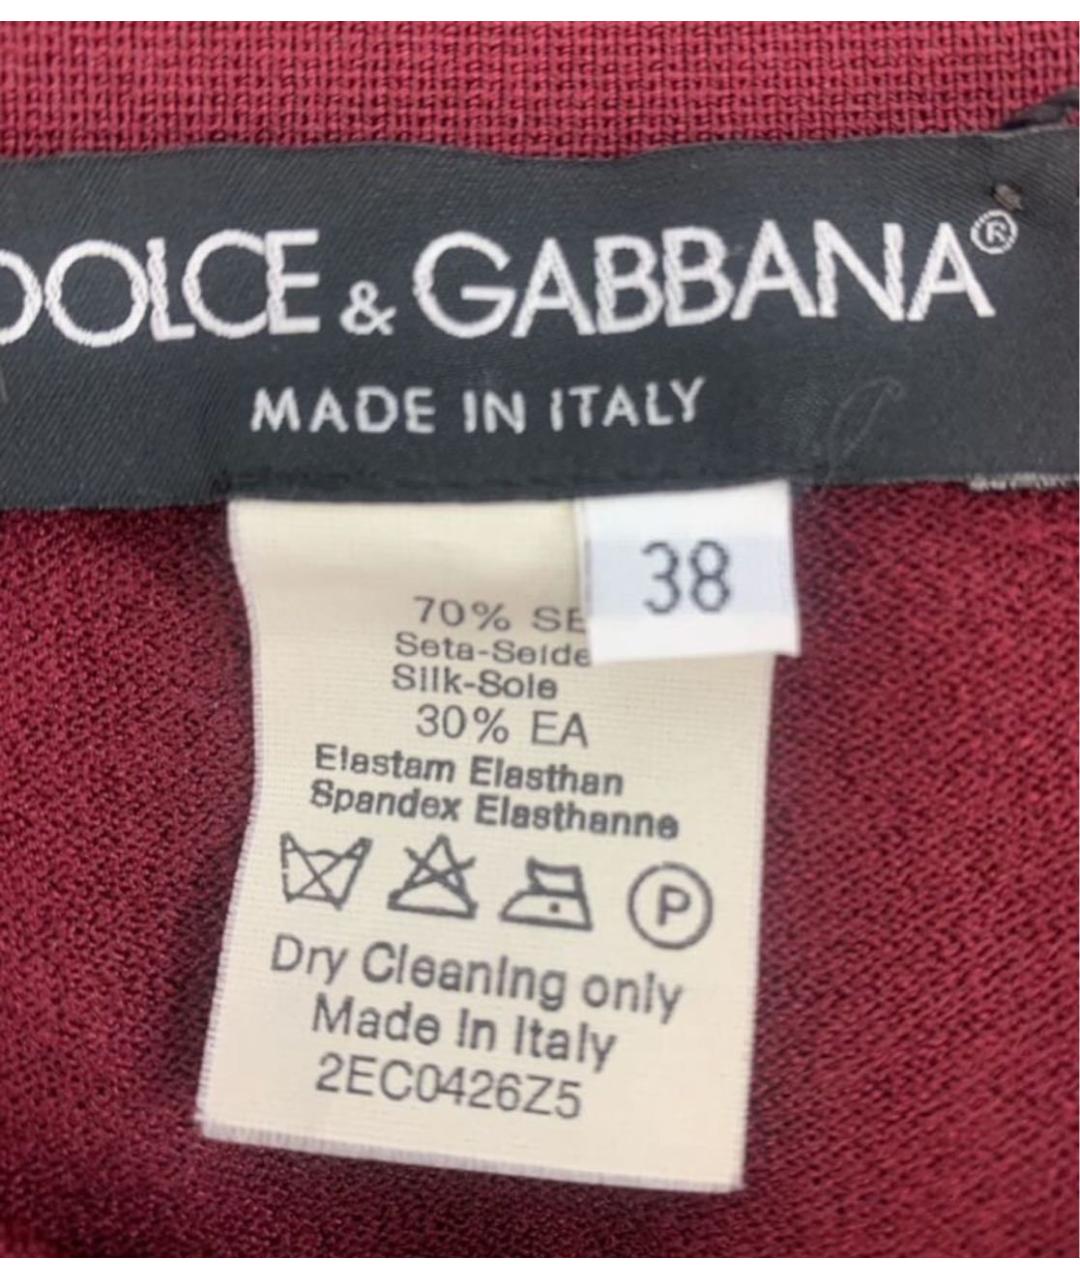 DOLCE & GABBANA®
MADE IN ITALY
38
70% SE
Seta-Seide
Silk-Soie
30% EA
Elastam Elasthan
Spandex Elasthanne
P
Dry Cleaning only
Made In Italy
2EC0426Z5